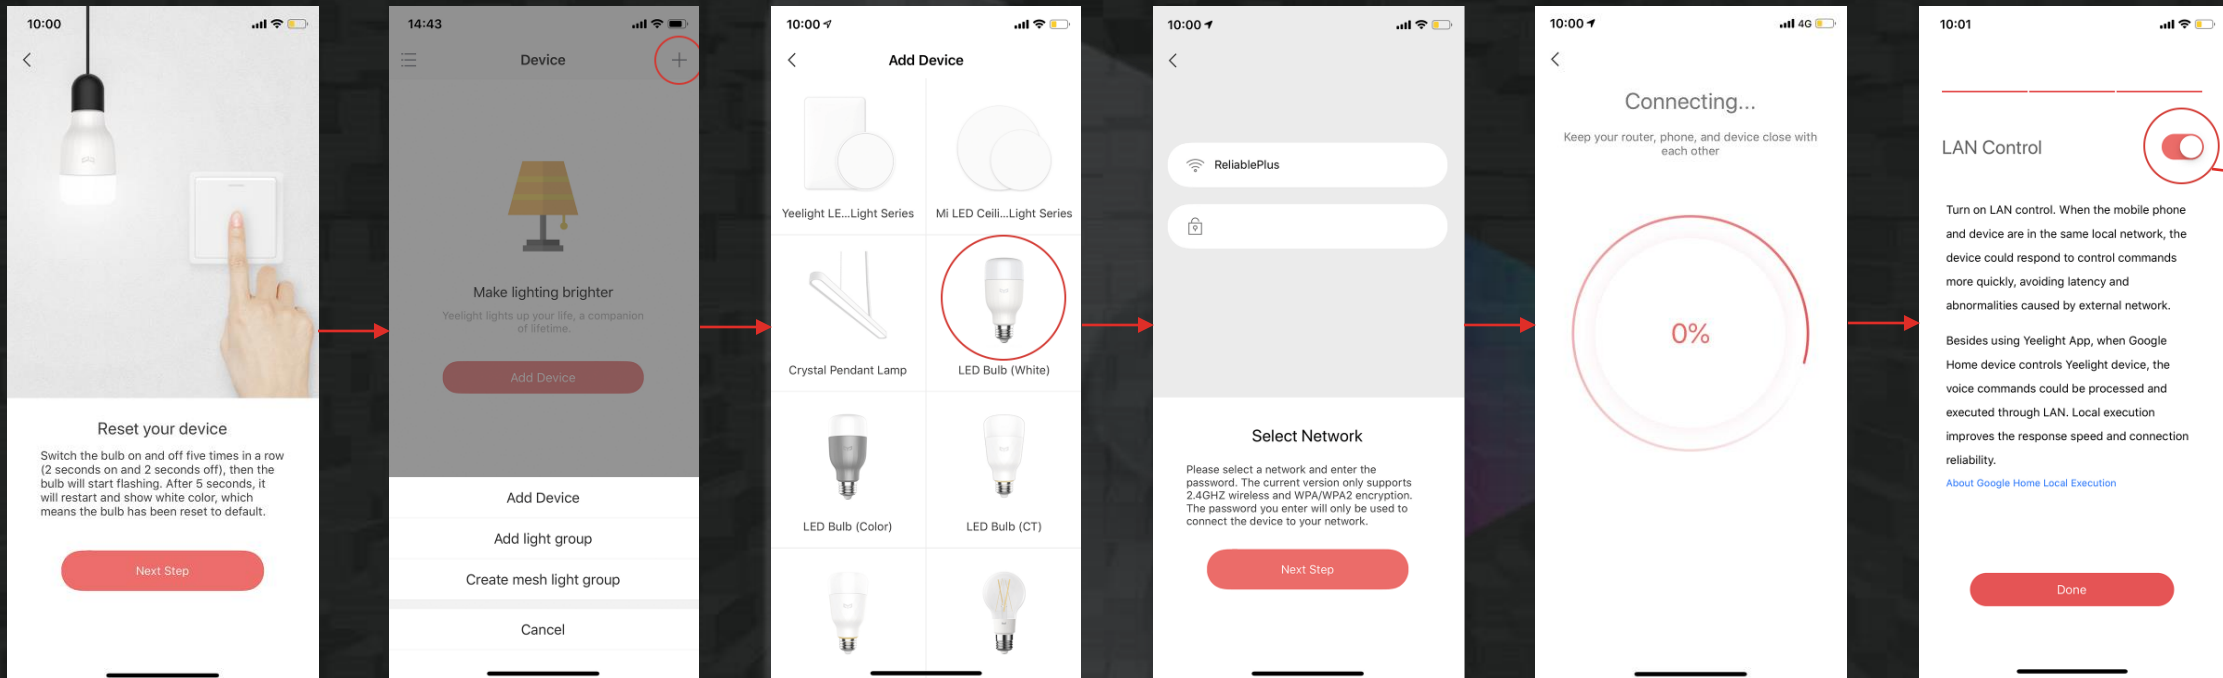 10:00
Reset your device
Switch the bulb on and off five times in a row
(2 seconds on and 2 seconds off), then the
bulb will start flashing. After 5 seconds, it
will restart and show white color, which
means the bulb has been reset to default.
Next Step
14:43
Device
Make lighting brighter
Yeelight lights up your life, a companion
of lifetime.
Add Device
Add Device
Add light group
Create mesh light group
Cancel
10:00
Add Device
Yeelight LE...Light Series
Mi LED Ceili...Light Series
Crystal Pendant Lamp
LED Bulb (White)
LED Bulb (Color)
LED Bulb (CT)
10:00
ReliablePlus
Select Network
Please select a network and enter the
password. The current version only supports
2.4GHZ wireless and WPA/WPA2 encryption.
The password you enter will only be used to
connect the device to your network.
Next Step
10:00
4G
Connecting...
Keep your router, phone, and device close with
each other
0%
10:01
LAN Control
Turn on LAN control. When the mobile phone
and device are in the same local network, the
device could respond to control commands
more quickly, avoiding latency and
abnormalities caused by external network.
Besides using Yeelight App, when Google
Home device controls Yeelight device, the
voice commands could be processed and
executed through LAN. Local execution
improves the response speed and connection
reliability.
About Google Home Local Execution
Done